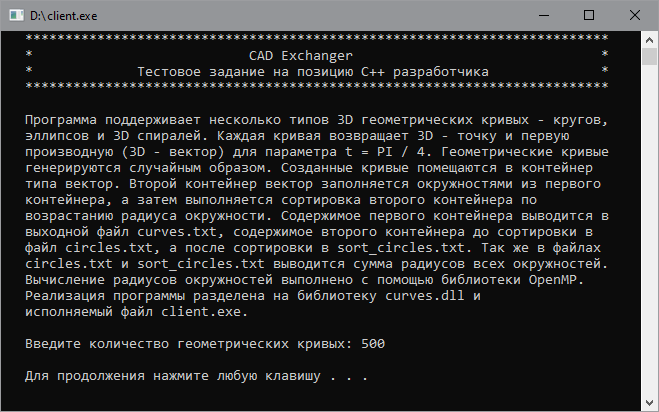 D:\client.exe
*************************************************************************
* CAD Exchanger *
* Тестовое задание на позицию C++ разработчика *
*************************************************************************
Программа поддерживает несколько типов 3D геометрических кривых - кругов,
эллипсов и 3D спиралей. Каждая кривая возвращает 3D - точку и первую
производную (3D - вектор) для параметра t = PI / 4. Геометрические кривые
генерируются случайным образом. Созданные кривые помещаются в контейнер
типа вектор. Второй контейнер вектор заполняется окружностями из первого
контейнера, а затем выполняется сортировка второго контейнера по
возрастанию радиуса окружности. Содержимое первого контейнера выводится в
выходной файл curves.txt, содержимое второго контейнера до сортировки в
файл circles.txt, а после сортировки в sort_circles.txt. Так же в файлах
circles.txt и sort_circles.txt выводится сумма радиусов всех окружностей.
Вычисление радиусов окружностей выполнено с помощью библиотеки OpenMP.
Реализация программы разделена на библиотеку curves.dll и
исполняемый файл client.exe.
Введите количество геометрических кривых: 500
Для продолжения нажмите любую клавишу . . .